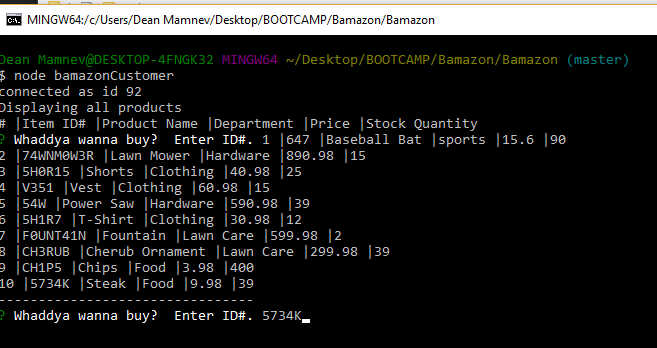 MINGW64:/c/Users/Dean Mamnev/Desktop/BOOTCAMP/Bamazon/Bamazon
Dean Mamnev@DESKTOP-4FNGK32 MINGW64 ~/Desktop/BOOTCAMP/Bamazon/Bamazon (master)
$ node bamazonCustomer
connected as id 92
Displaying all products
# |Item ID# |Product Name |Department |Price |Stock Quantity
? Whaddya wanna buy?  Enter ID#. 1 |647 |Baseball Bat |sports |15.6 |90
2 |74WNM0W3R |Lawn Mower |Hardware |890.98 |15
3 |5H0R15 |Shorts |Clothing |40.98 |25
4 |V351 |Vest |Clothing |60.98 |15
5 |54W |Power Saw |Hardware |590.98 |39
6 |5H1R7 |T-Shirt |Clothing |30.98 |12
7 |F0UNT41N |Fountain |Lawn Care |599.98 |2
8 |CH3RUB |Cherub Ornament |Lawn Care |299.98 |39
9 |CH1P5 |Chips |Food |3.98 |400
10 |5734K |Steak |Food |9.98 |39
--------------------------------
? Whaddya wanna buy?  Enter ID#. 5734K